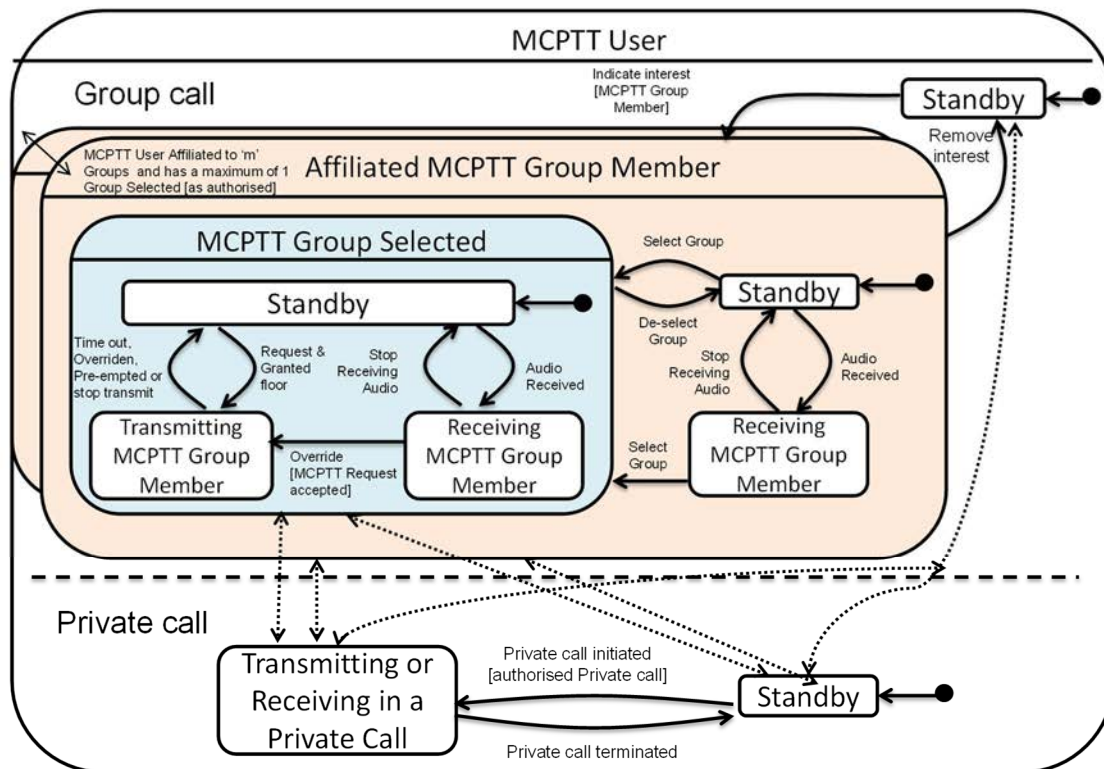 MCPTT User
Group call
Indicate interest
[MCPTT Group
Member]
Standby
Remove
interest
MCPTT User Affiliated to ‘m’
Groups and has a maximum of 1
Group Selected [as authorised]
Affiliated MCPTT Group Member
MCPTT Group Selected
Select Group
Standby
Standby
De-select
Group
Time out,
Overriden,
Pre-empted or
stop transmit
Request &
Granted
floor
Stop
Receiving
Audio
Audio
Received
Stop
Receiving
Audio
Audio
Received
Transmitting
MCPTT Group
Member
Override
[MCPTT Request
accepted]
Receiving
MCPTT Group
Member
Select
Group
Receiving
MCPTT Group
Member
Private call
Transmitting or
Receiving in a
Private Call
Private call initiated
[authorised Private call]
Standby
Private call terminated